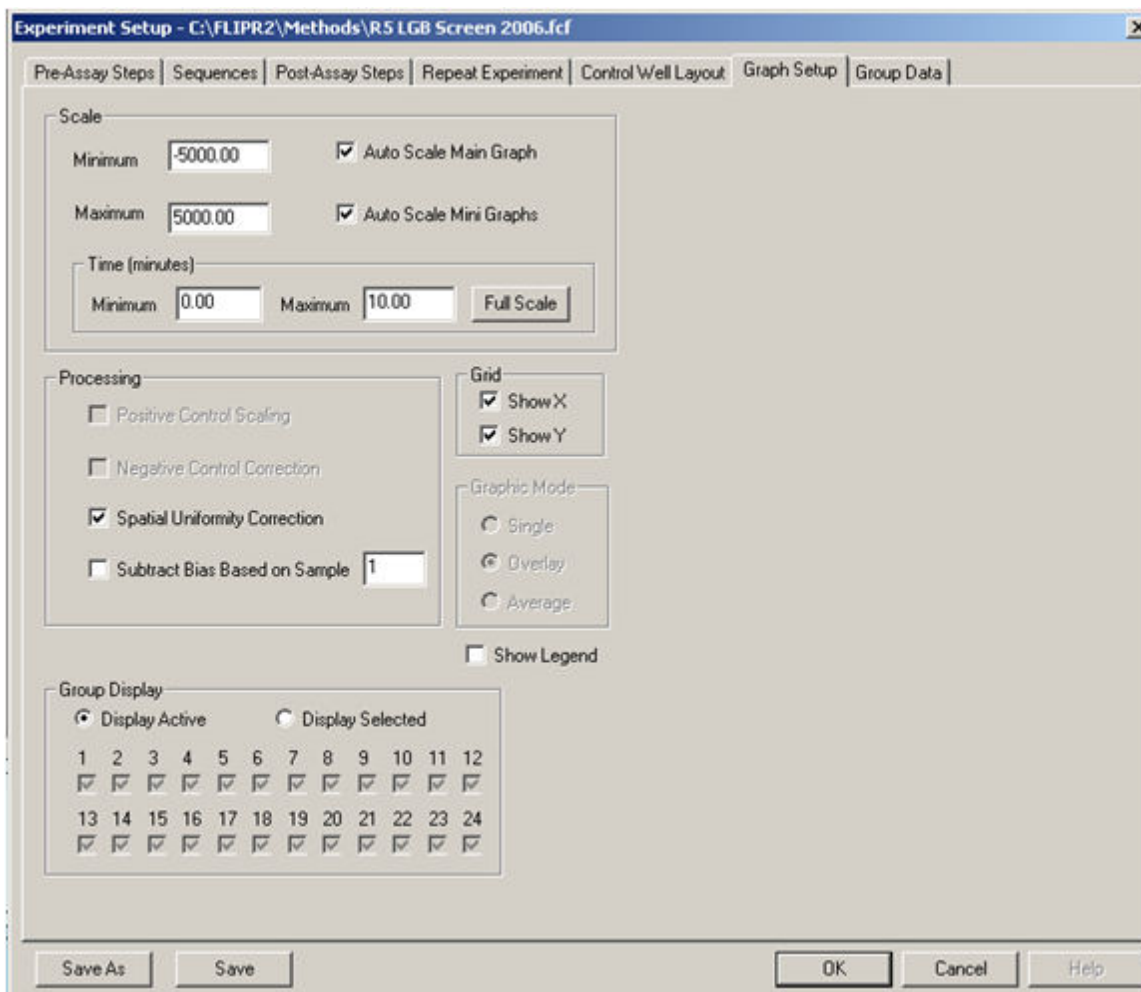 Experiment Setup - C:\FLIPR2\Methods\R5 LGB Screen 2006.fcf
Pre-Assay Steps Sequences Post-Assay Steps Repeat Experiment Control Well Layout Graph Setup Group Data
Scale
Minimum -5000.00 Auto Scale Main Graph
Maximum 5000.00 Auto Scale Mini Graphs
Time (minutes)
Minimum 0.00 Maximum 10.00 Full Scale
Processing
Positive Control Scaling
Negative Control Correction
Spatial Uniformity Correction
Subtract Bias Based on Sample 1
Grid
Show X
Show Y
Graphic Mode
Single
Overlay
Average
Show Legend
Group Display
Display Active Display Selected
1 2 3 4 5 6 7 8 9 10 11 12
13 14 15 16 17 18 19 20 21 22 23 24
Save As Save OK Cancel Help